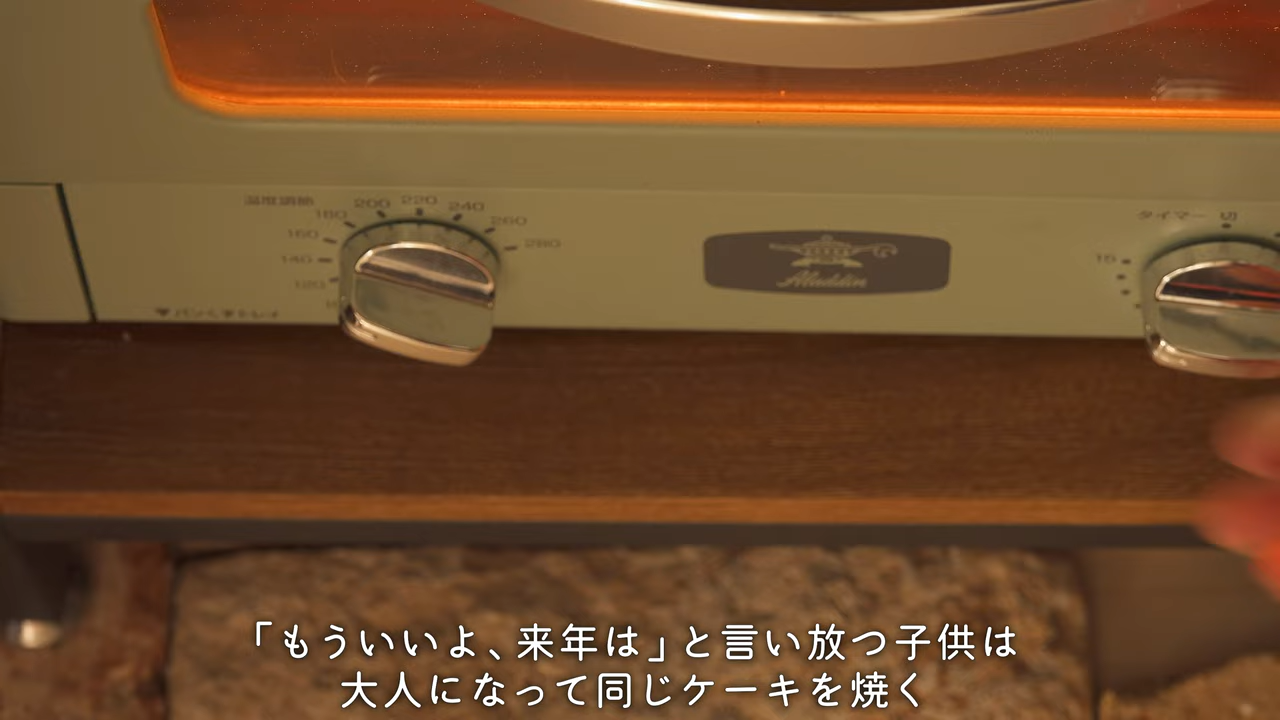 温度調節
120
140
160
180
200
220
240
260
280
Aladdin
タイマー 切
15
「もういいよ、来年は」と言い放つ子供は
大人になって同じケーキを焼く